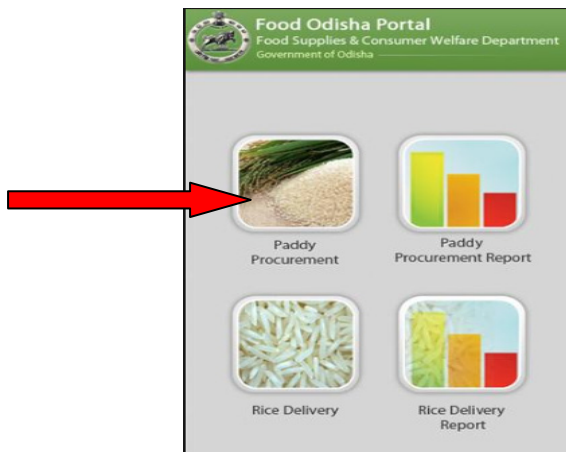 Food Odisha Portal
Food Supplies & Consumer Welfare Department
Government of Odisha
Paddy
Procurement
Paddy
Procurement Report
Rice Delivery
Rice Delivery
Report